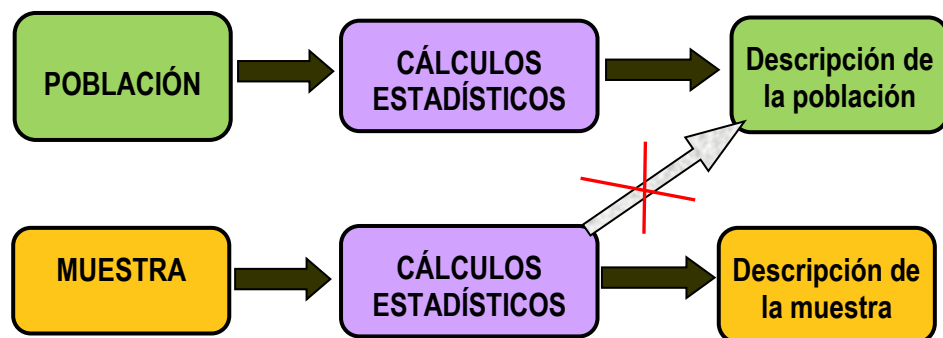 POBLACIÓN
CÁLCULOS
ESTADÍSTICOS
Descripción de
la población
MUESTRA
CÁLCULOS
ESTADÍSTICOS
Descripción de
la muestra